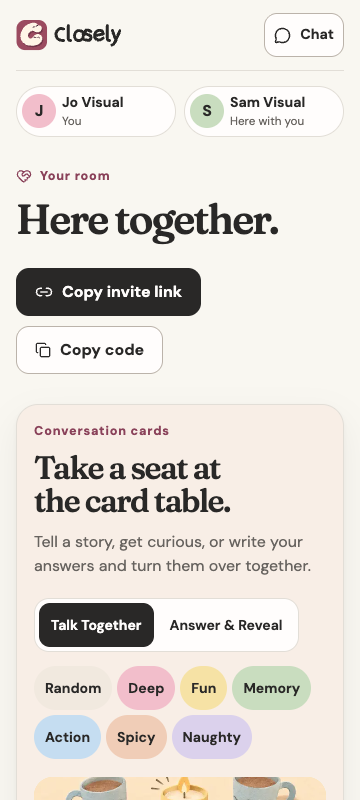 Closely
Chat
J
Jo Visual
You
S
Sam Visual
Here with you
Your room
Here together.
Copy invite link
Copy code
Conversation cards
Take a seat at
the card table.
Tell a story, get curious, or write your
answers and turn them over together.
Talk Together
Answer & Reveal
Random
Deep
Fun
Memory
Action
Spicy
Naughty